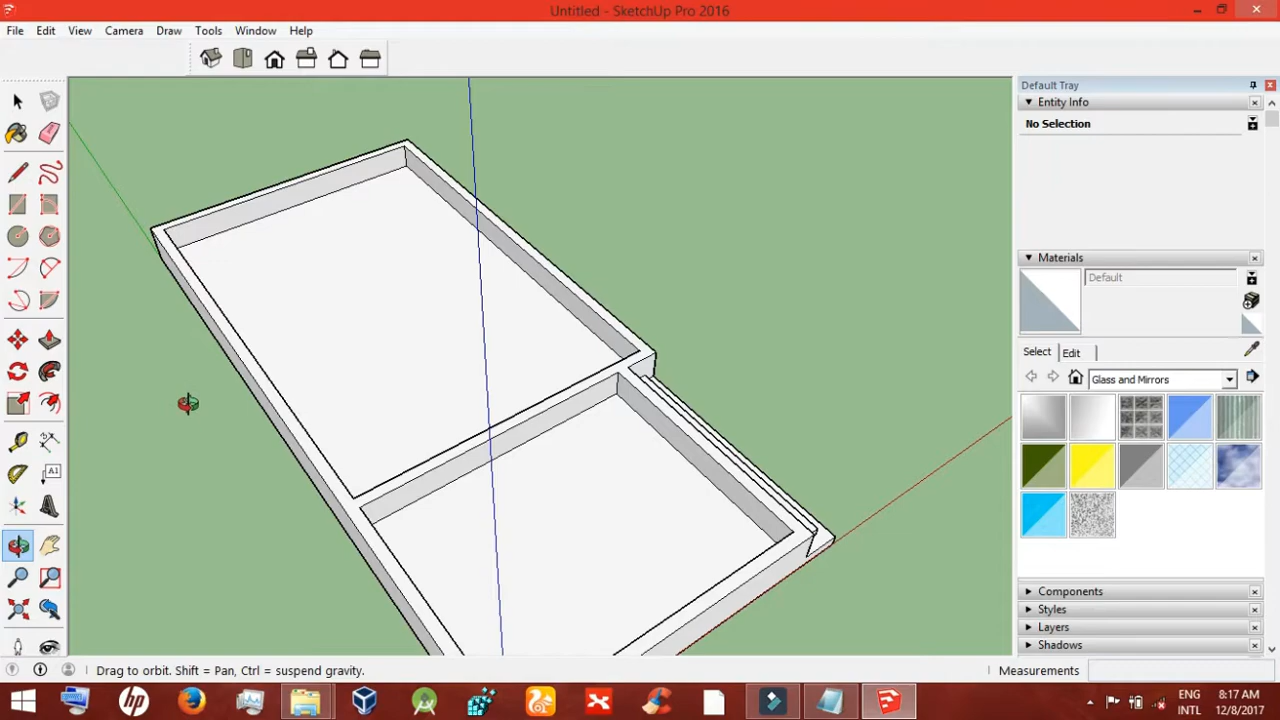 Untitled - SketchUp Pro 2016
File Edit View Camera Draw Tools Window Help
Default Tray
Entity Info
No Selection
Materials
Default
Select Edit
Glass and Mirrors
A1
Components
Styles
Layers
Shadows
Drag to orbit. Shift = Pan, Ctrl = suspend gravity.
Measurements
hp
ENG 8:17 AM
INTL 12/8/2017